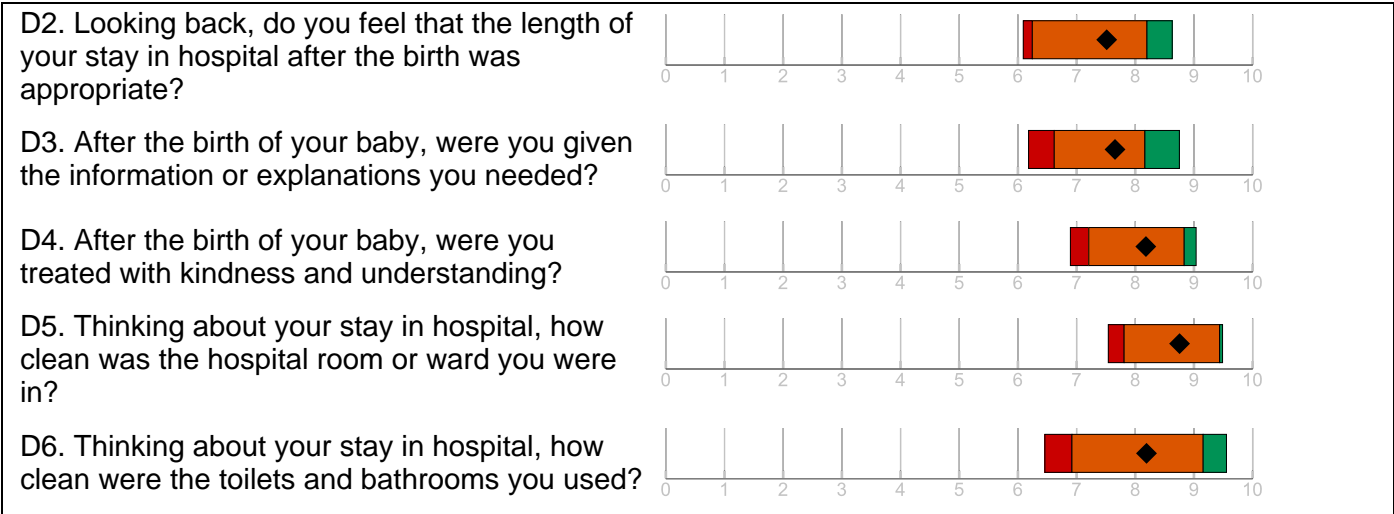 D2. Looking back, do you feel that the length of
your stay in hospital after the birth was
appropriate?
0 1 2 3 4 5 6 7 8 9 10
D3. After the birth of your baby, were you given
the information or explanations you needed?
0 1 2 3 4 5 6 7 8 9 10
D4. After the birth of your baby, were you
treated with kindness and understanding?
0 1 2 3 4 5 6 7 8 9 10
D5. Thinking about your stay in hospital, how
clean was the hospital room or ward you were
in?
0 1 2 3 4 5 6 7 8 9 10
D6. Thinking about your stay in hospital, how
clean were the toilets and bathrooms you used?
0 1 2 3 4 5 6 7 8 9 10